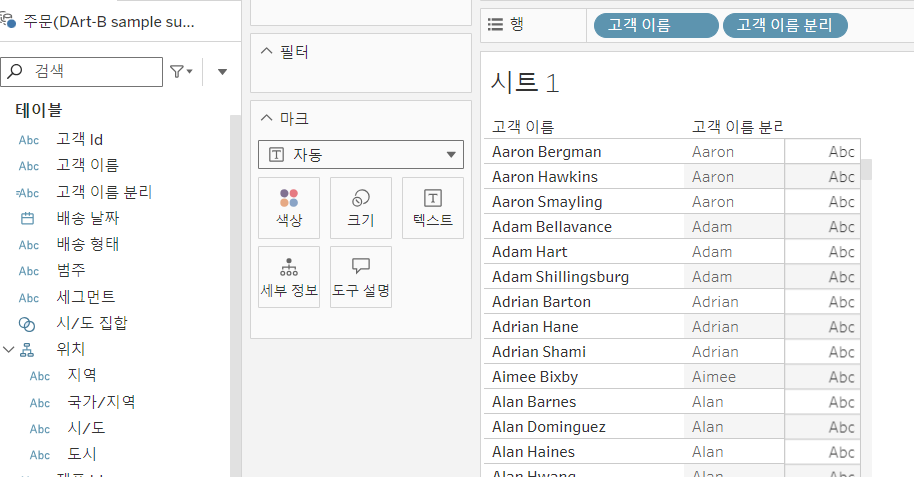 주문(DArt-B sample su...
검색
테이블
Abc 고객 Id
Abc 고객 이름
=Abc 고객 이름 분리
배송 날짜
Abc 배송 형태
Abc 범주
Abc 세그먼트
시/도 집합
위치
Abc 지역
Abc 국가/지역
Abc 시/도
Abc 도시
필터
마크
자동
색상 크기 텍스트
세부 정보 도구 설명
행 고객 이름 고객 이름 분리
시트 1
고객 이름 고객 이름 분리
Aaron Bergman Aaron Abc
Aaron Hawkins Aaron Abc
Aaron Smayling Aaron Abc
Adam Bellavance Adam Abc
Adam Hart Adam Abc
Adam Shillingsburg Adam Abc
Adrian Barton Adrian Abc
Adrian Hane Adrian Abc
Adrian Shami Adrian Abc
Aimee Bixby Aimee Abc
Alan Barnes Alan Abc
Alan Dominguez Alan Abc
Alan Haines Alan Abc
Alan Hwang Alan Abc